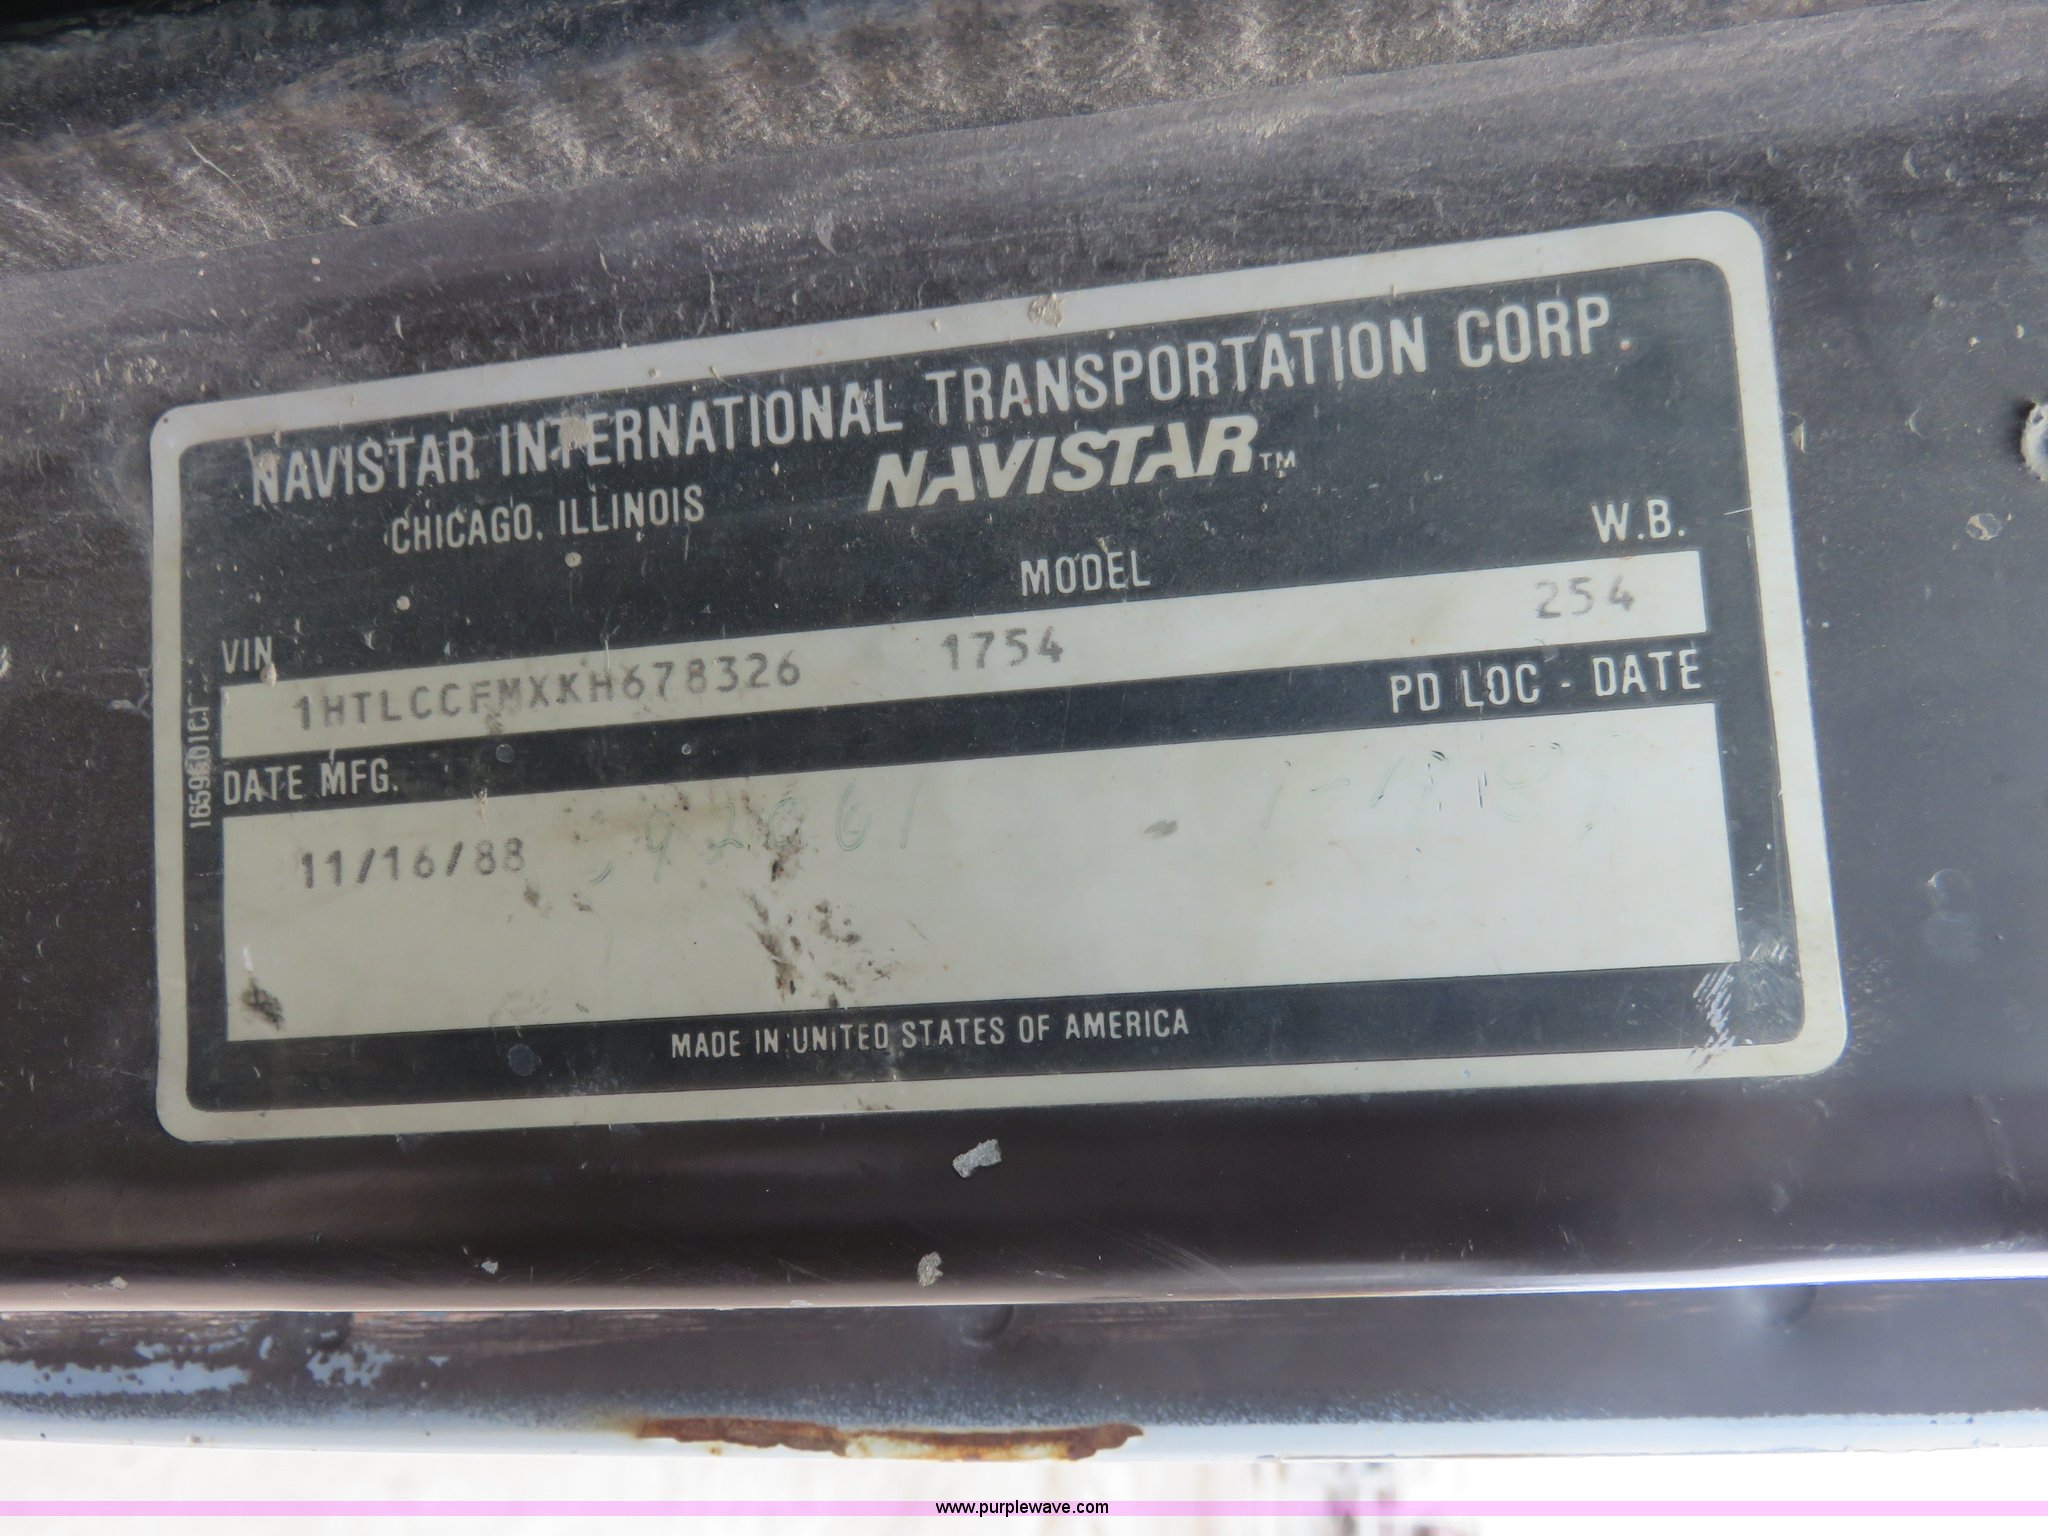 NAVISTAR INTERNATIONAL TRANSPORTATION CORP.
CHICAGO, ILLINOIS NAVISTAR™
VIN MODEL W.B.
1HTLCCFMXKH678326 1754 254
DATE MFG. PD LOC - DATE
11/16/88
MADE IN UNITED STATES OF AMERICA
www.purplewave.com